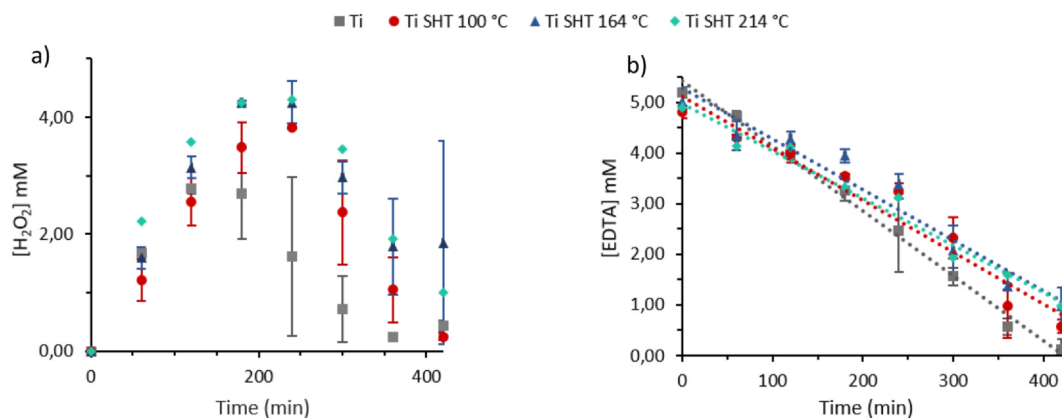 Ti Ti SHT 100 °C Ti SHT 164 °C Ti SHT 214 °C
a)
[H₂O₂] mM
4,00
2,00
0,00
0 200 400
Time (min)
b)
[EDTA] mM
5,00
4,00
3,00
2,00
1,00
0,00
0 100 200 300 400
Time (min)